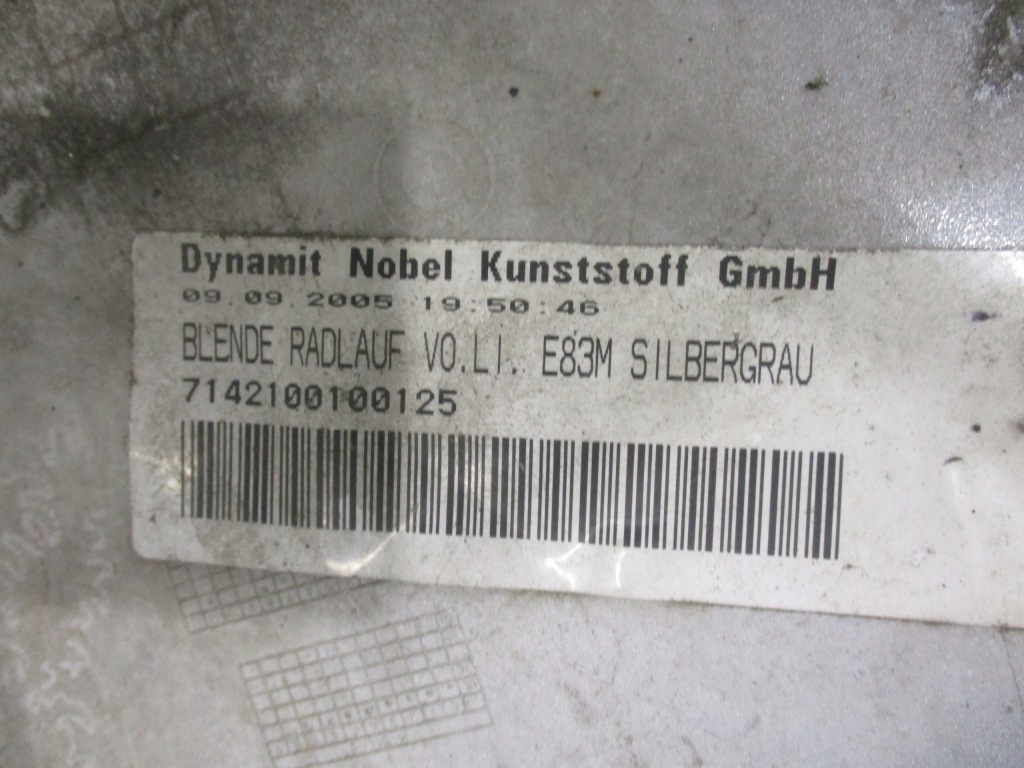 Dynamit Nobel Kunststoff GmbH
09.09.2005 19:50:46
BLENDE RADLAUF VO.LI. E83M SILBERGRAU
7142100100125